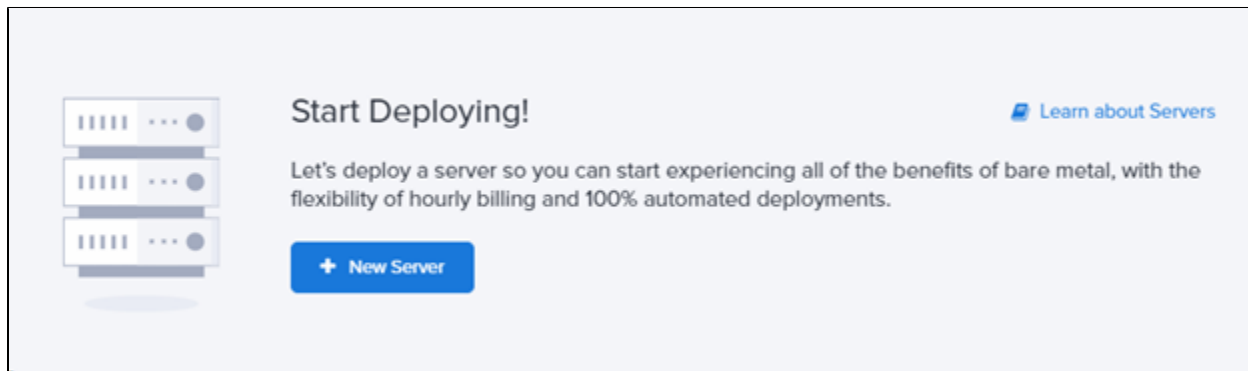 Start Deploying!
Learn about Servers
Let's deploy a server so you can start experiencing all of the benefits of bare metal, with the
flexibility of hourly billing and 100% automated deployments.
+ New Server